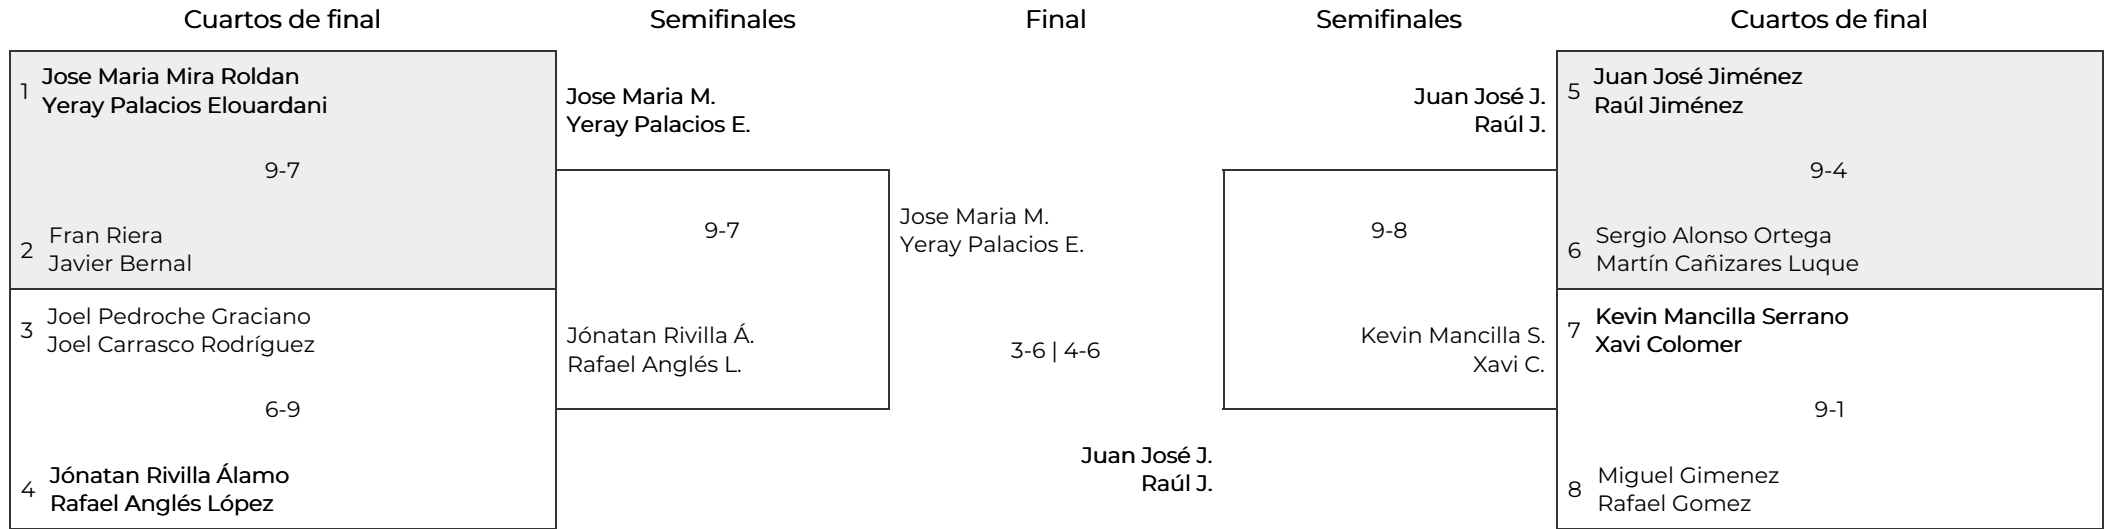 Cuartos de final
Semifinales
Final
Semifinales
Cuartos de final
1
Jose Maria Mira Roldan
Yeray Palacios Elouardani
9-7
2
Fran Riera
Javier Bernal
3
Joel Pedroche Graciano
Joel Carrasco Rodríguez
6-9
4
Jónatan Rivilla Álamo
Rafael Anglés López
Jose Maria M.
Yeray Palacios E.
9-7
Jónatan Rivilla Á.
Rafael Anglés L.
Jose Maria M.
Yeray Palacios E.
3-6 | 4-6
Juan José J.
Raúl J.
Juan José J.
Raúl J.
9-8
Kevin Mancilla S.
Xavi C.
5
Juan José Jiménez
Raúl Jiménez
9-4
6
Sergio Alonso Ortega
Martín Cañizares Luque
7
Kevin Mancilla Serrano
Xavi Colomer
9-1
8
Miguel Gimenez
Rafael Gomez